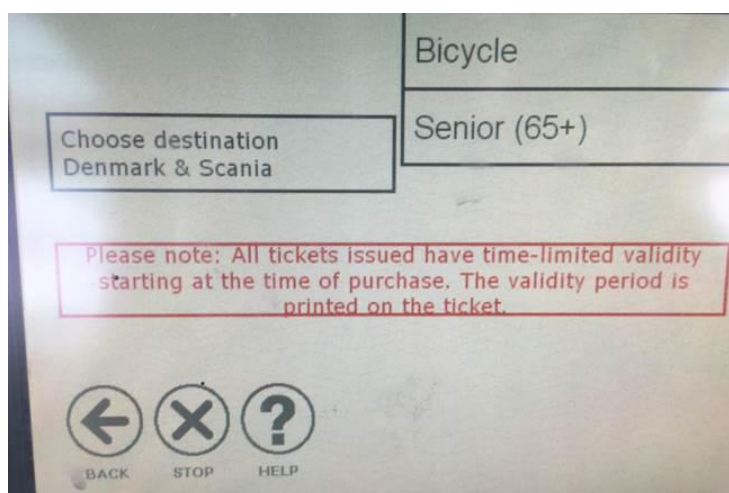 Bicycle
Senior (65+)
Choose destination
Denmark & Scania
Please note: All tickets issued have time-limited validity
starting at the time of purchase. The validity period is
printed on the ticket.
BACK
STOP
HELP